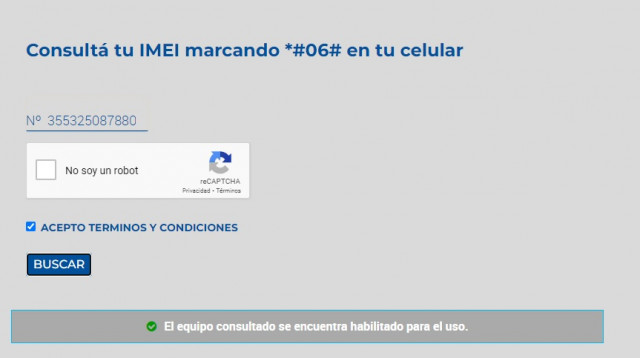 Consultá tu IMEI marcando *#06# en tu celular
Nº 355325087880
No soy un robot
reCAPTCHA
Privacidad - Términos
ACEPTO TERMINOS Y CONDICIONES
BUSCAR
El equipo consultado se encuentra habilitado para el uso.